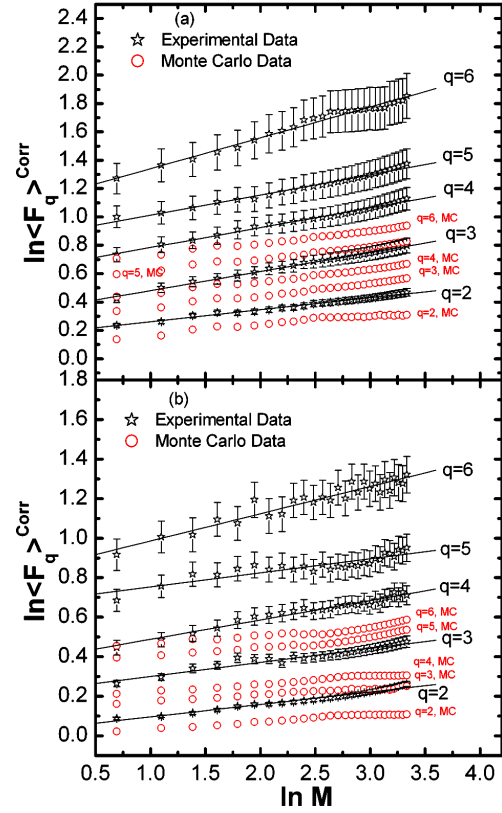 (a)
Experimental Data
Monte Carlo Data
ln<F_q>^Corr
2.4
2.2
2.0
1.8
1.6
1.4
1.2
1.0
0.8
0.6
0.4
0.2
0.0
q=6
q=5
q=4
q=6, MC
q=3
q=5, MC
q=4, MC
q=3, MC
q=2
q=2, MC
(b)
Experimental Data
Monte Carlo Data
ln<F_q>^Corr
1.8
1.6
1.4
1.2
1.0
0.8
0.6
0.4
0.2
0.0
q=6
q=5
q=4
q=6, MC
q=5, MC
q=3
q=4, MC
q=3, MC
q=2
q=2, MC
0.5 1.0 1.5 2.0 2.5 3.0 3.5 4.0
ln M